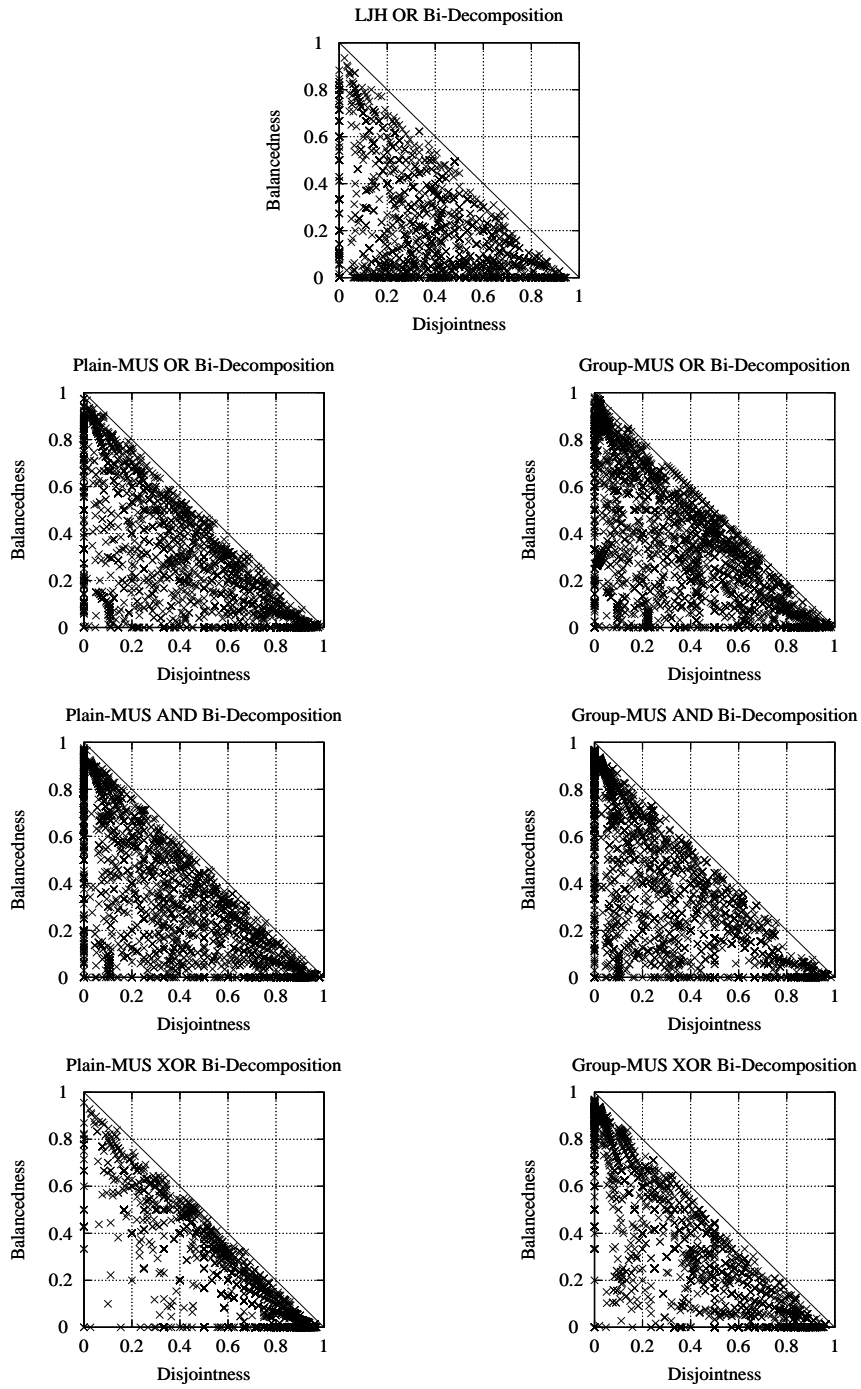 LJH OR Bi-Decomposition
1
0.8
0.6
0.4
0.2
0
Balancedness
0 0.2 0.4 0.6 0.8 1
Disjointness
Plain-MUS OR Bi-Decomposition
1
0.8
0.6
0.4
0.2
0
Balancedness
0 0.2 0.4 0.6 0.8 1
Disjointness
Group-MUS OR Bi-Decomposition
1
0.8
0.6
0.4
0.2
0
Balancedness
0 0.2 0.4 0.6 0.8 1
Disjointness
Plain-MUS AND Bi-Decomposition
1
0.8
0.6
0.4
0.2
0
Balancedness
0 0.2 0.4 0.6 0.8 1
Disjointness
Group-MUS AND Bi-Decomposition
1
0.8
0.6
0.4
0.2
0
Balancedness
0 0.2 0.4 0.6 0.8 1
Disjointness
Plain-MUS XOR Bi-Decomposition
1
0.8
0.6
0.4
0.2
0
Balancedness
0 0.2 0.4 0.6 0.8 1
Disjointness
Group-MUS XOR Bi-Decomposition
1
0.8
0.6
0.4
0.2
0
Balancedness
0 0.2 0.4 0.6 0.8 1
Disjointness